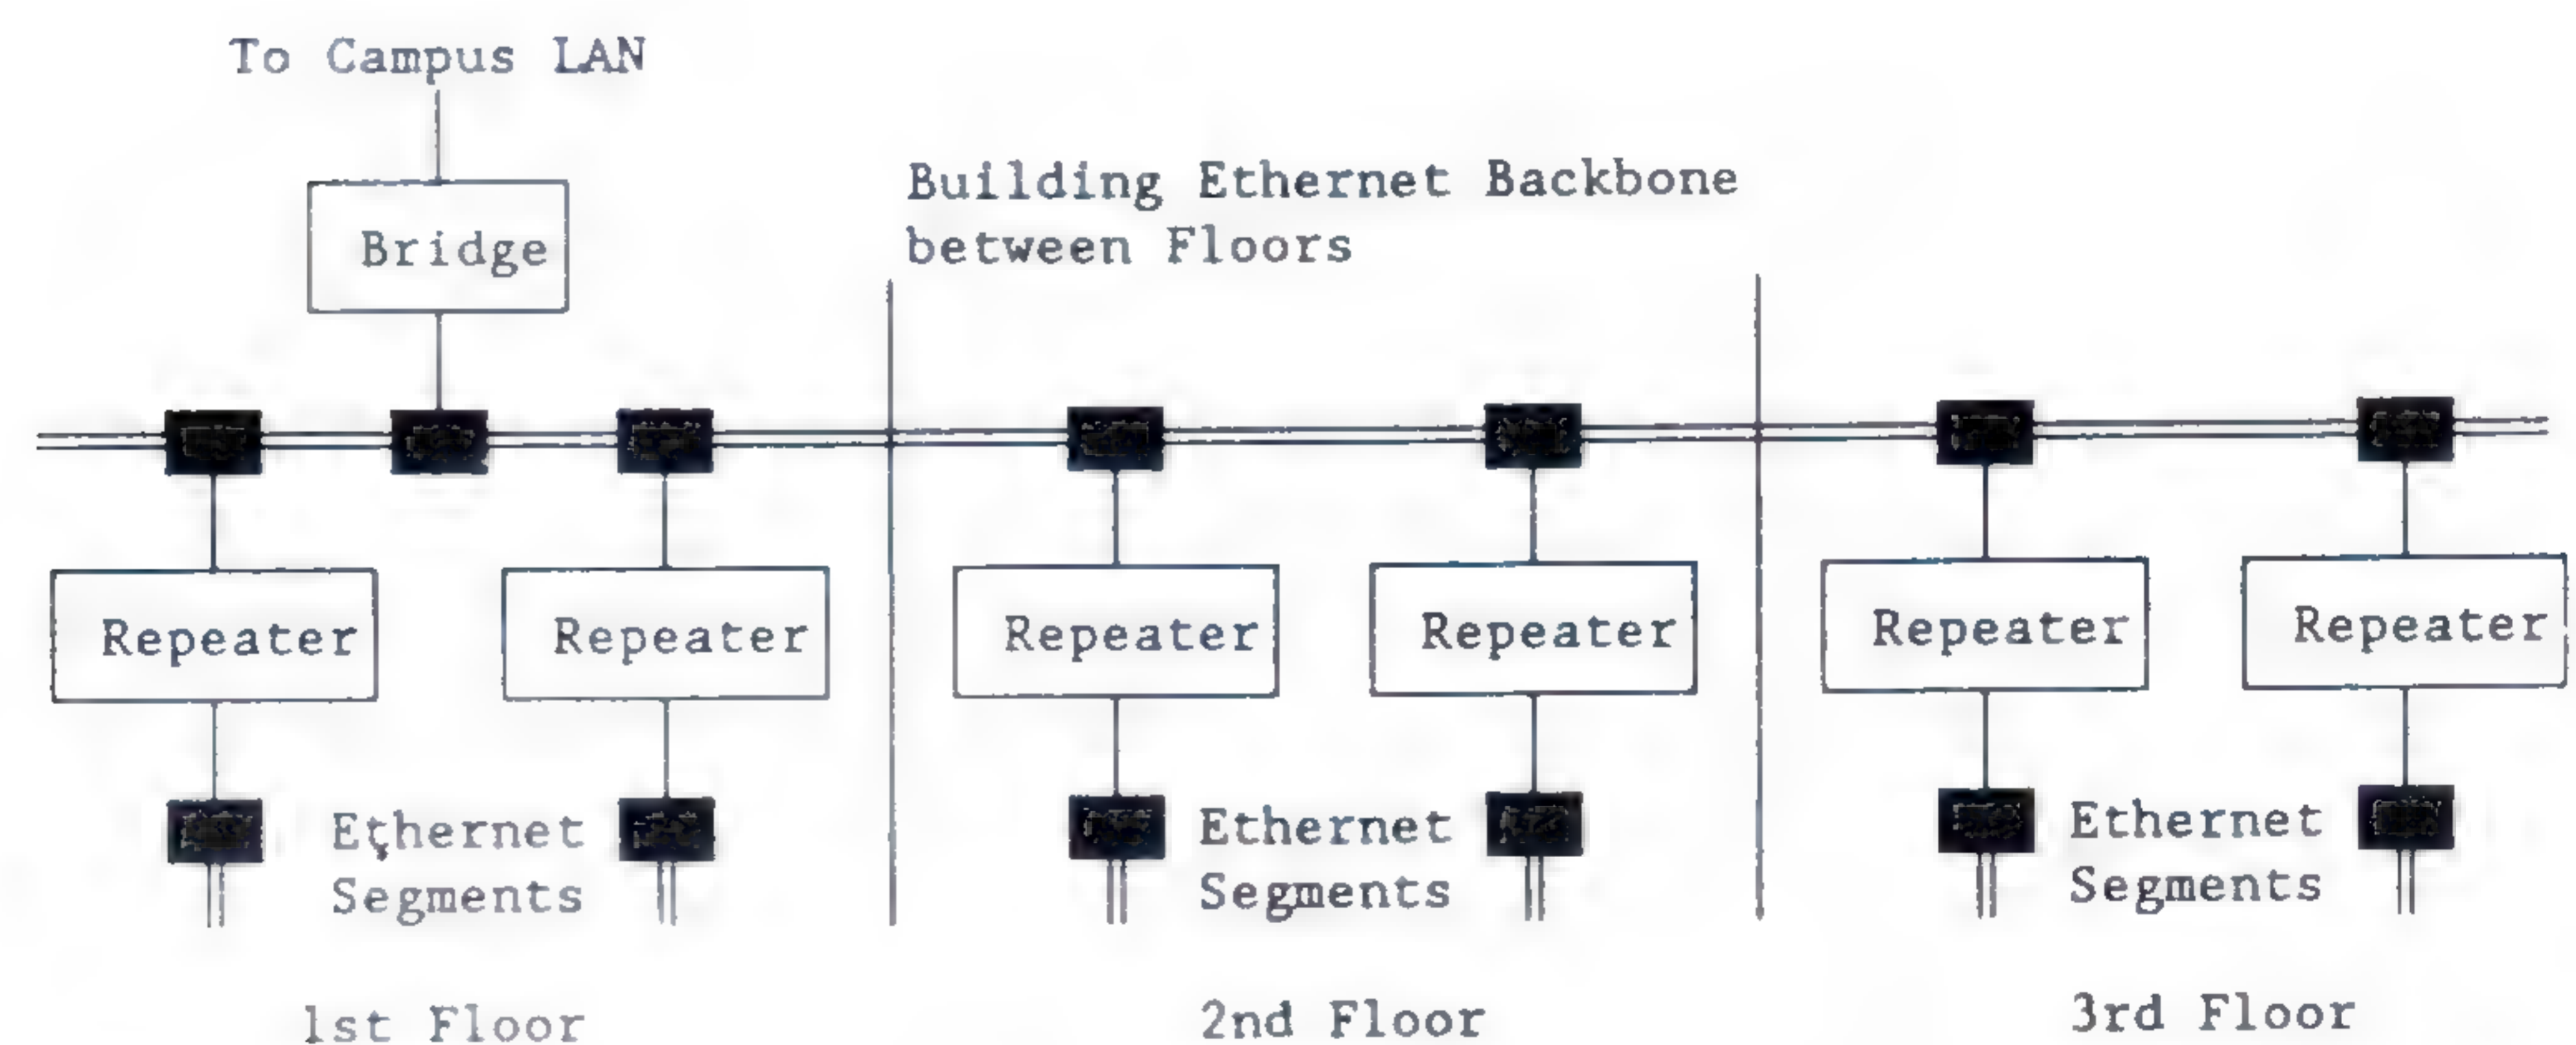 To Campus LAN
Bridge
Building Ethernet Backbone
between Floors
Repeater
Repeater
Repeater
Repeater
Repeater
Repeater
Ethernet
Segments
Ethernet
Segments
Ethernet
Segments
1st Floor
2nd Floor
3rd Floor